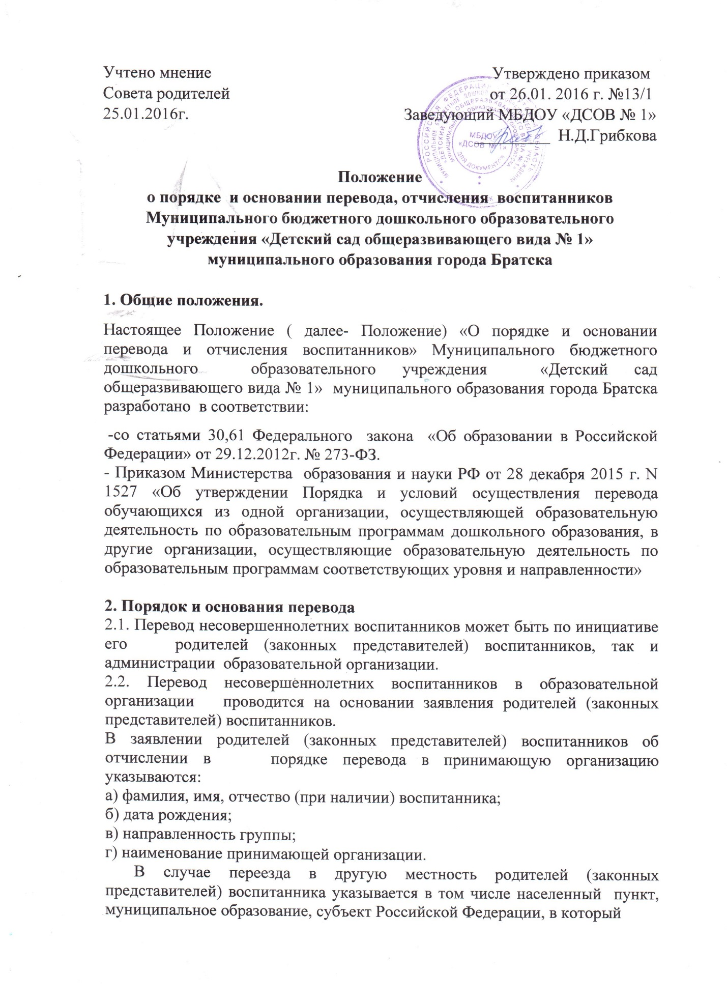 Учтено мнение
Утверждено приказом
Совета родителей
от 26.01. 2016 г. №13/1
25.01.2016г.
Заведующий МБДОУ «ДСОВ № 1»
Н.Д.Грибкова
МБДОУ
«ДСОВ № 1»
ДЛЯ ДОКУМЕНТОВ
Положение
о порядке и основании перевода, отчисления воспитанников
Муниципального бюджетного дошкольного образовательного
учреждения «Детский сад общеразвивающего вида № 1»
муниципального образования города Братска
1. Общие положения.
Настоящее Положение ( далее- Положение) «О порядке и основании
перевода и отчисления воспитанников» Муниципального бюджетного
дошкольного образовательного учреждения «Детский сад
общеразвивающего вида № 1» муниципального образования города Братска
разработано в соответствии:
-со статьями 30,61 Федерального закона «Об образовании в Российской
Федерации» от 29.12.2012г. № 273-ФЗ.
- Приказом Министерства образования и науки РФ от 28 декабря 2015 г. N
1527 «Об утверждении Порядка и условий осуществления перевода
обучающихся из одной организации, осуществляющей образовательную
деятельность по образовательным программам дошкольного образования, в
другие организации, осуществляющие образовательную деятельность по
образовательным программам соответствующих уровня и направленности»
2. Порядок и основания перевода
2.1. Перевод несовершеннолетних воспитанников может быть по инициативе
его родителей (законных представителей) воспитанников, так и
администрации образовательной организации.
2.2. Перевод несовершеннолетних воспитанников в образовательной
организации проводится на основании заявления родителей (законных
представителей) воспитанников.
В заявлении родителей (законных представителей) воспитанников об
отчислении в порядке перевода в принимающую организацию
указываются:
а) фамилия, имя, отчество (при наличии) воспитанника;
б) дата рождения;
в) направленность группы;
г) наименование принимающей организации.
В случае переезда в другую местность родителей (законных
представителей) воспитанника указывается в том числе населенный пункт,
муниципальное образование, субъект Российской Федерации, в который